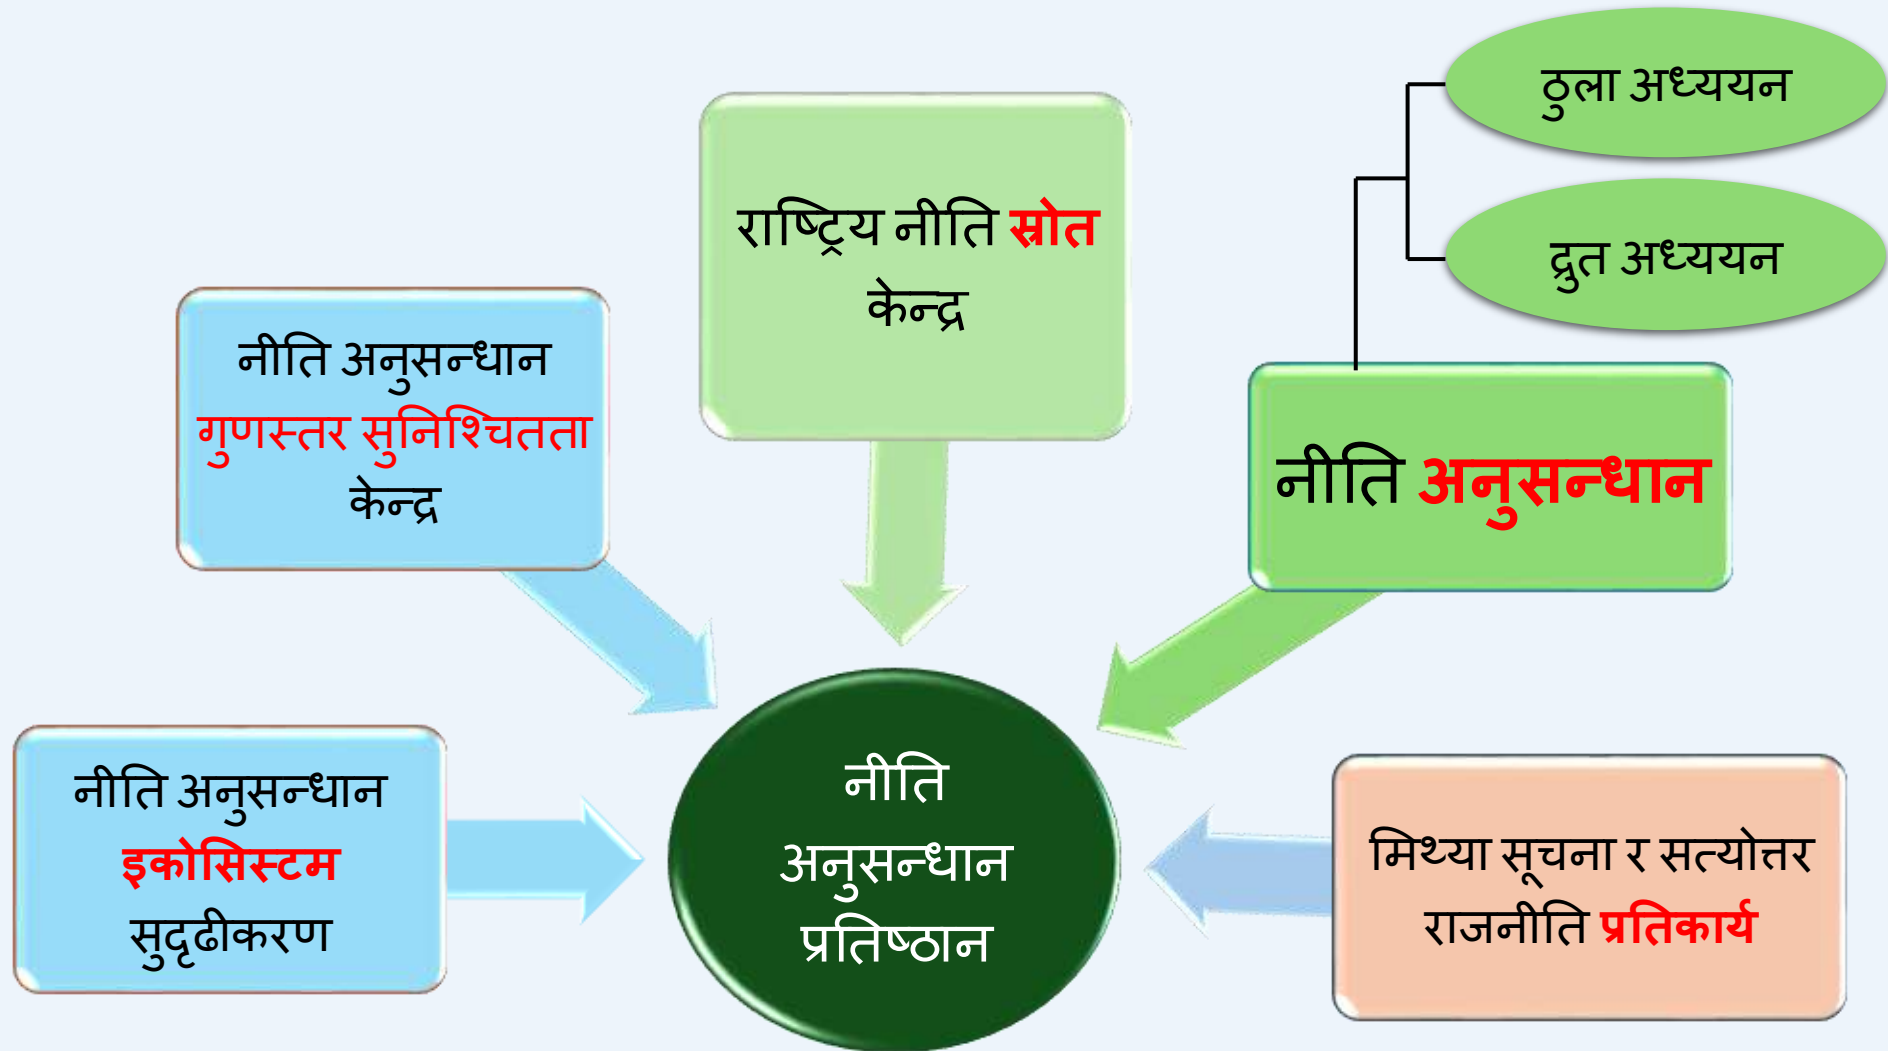 ठुला अध्ययन
द्रुत अध्ययन
राष्ट्रिय नीति स्रोत
केन्द्र
नीति अनुसन्धान
गुणस्तर सुनिश्चितता
केन्द्र
नीति अनुसन्धान
नीति अनुसन्धान
इकोसिस्टम
सुदृढीकरण
नीति
अनुसन्धान
प्रतिष्ठान
मिथ्या सूचना र सत्योत्तर
राजनीति प्रतिकार्य